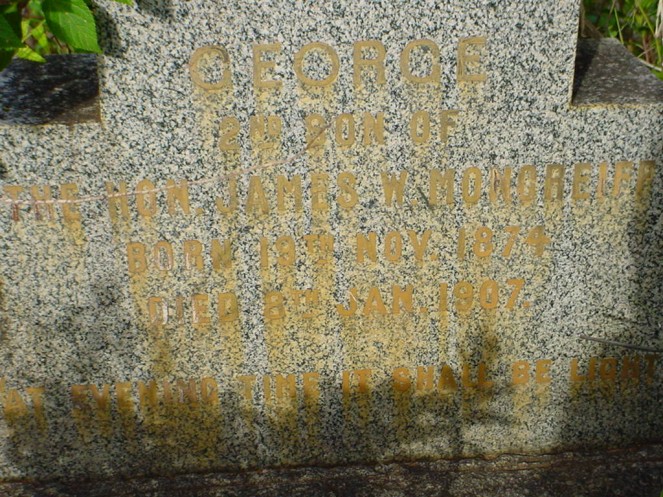 GEORGE
2ND SON OF
THE HON. JAMES W. MONCREIFF
BORN 19TH NOV. 1874
DIED 8TH JAN. 1907.
"AT EVENING TIME IT SHALL BE LIGHT